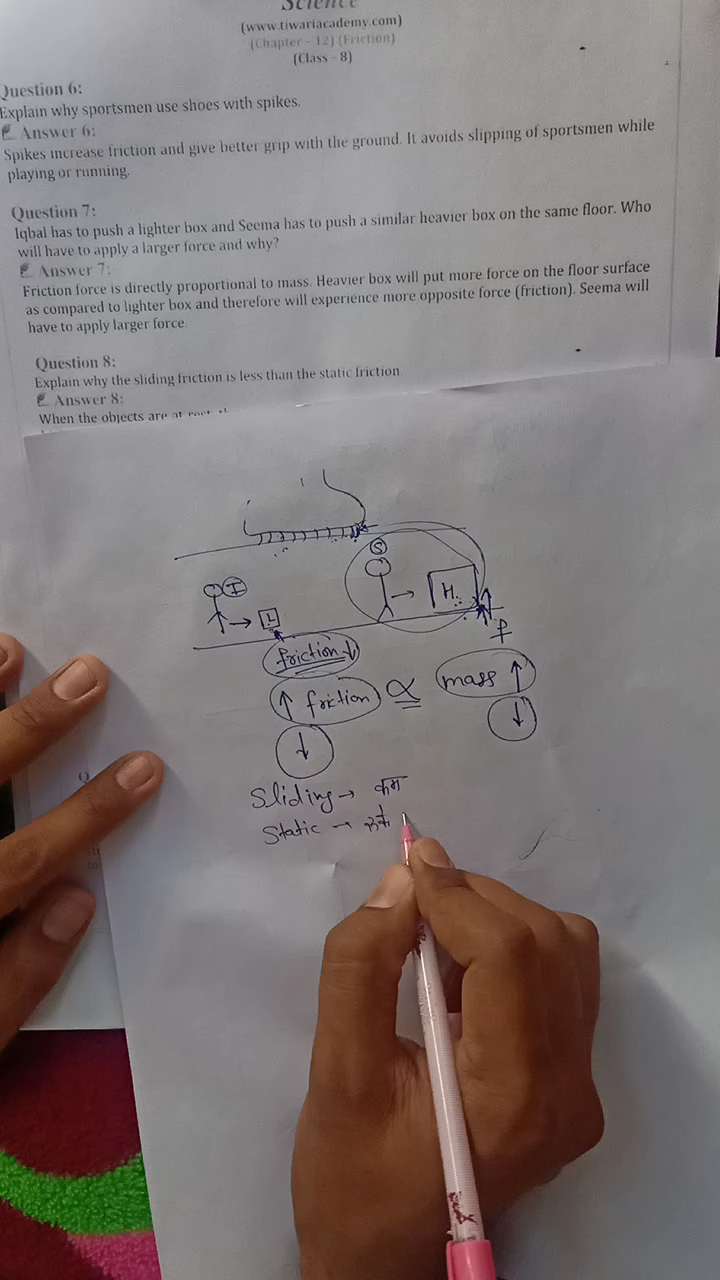 Science
(www.tiwariacademy.com)
(Chapter - 12) (Friction)
(Class - 8)
Question 6:
Explain why sportsmen use shoes with spikes.
Answer 6:
Spikes increase friction and give better grip with the ground. It avoids slipping of sportsmen while
playing or running.
Question 7:
Iqbal has to push a lighter box and Seema has to push a similar heavier box on the same floor. Who
will have to apply a larger force and why?
Answer 7:
Friction force is directly proportional to mass. Heavier box will put more force on the floor surface
as compared to lighter box and therefore will experience more opposite force (friction). Seema will
have to apply larger force.
Question 8:
Explain why the sliding friction is less than the static friction.
Answer 8:
When the objects are at rest
S
I
H
f
friction ↓
↑ friction ∝ mass ↑
↓ ↓
Sliding → कम
Static →